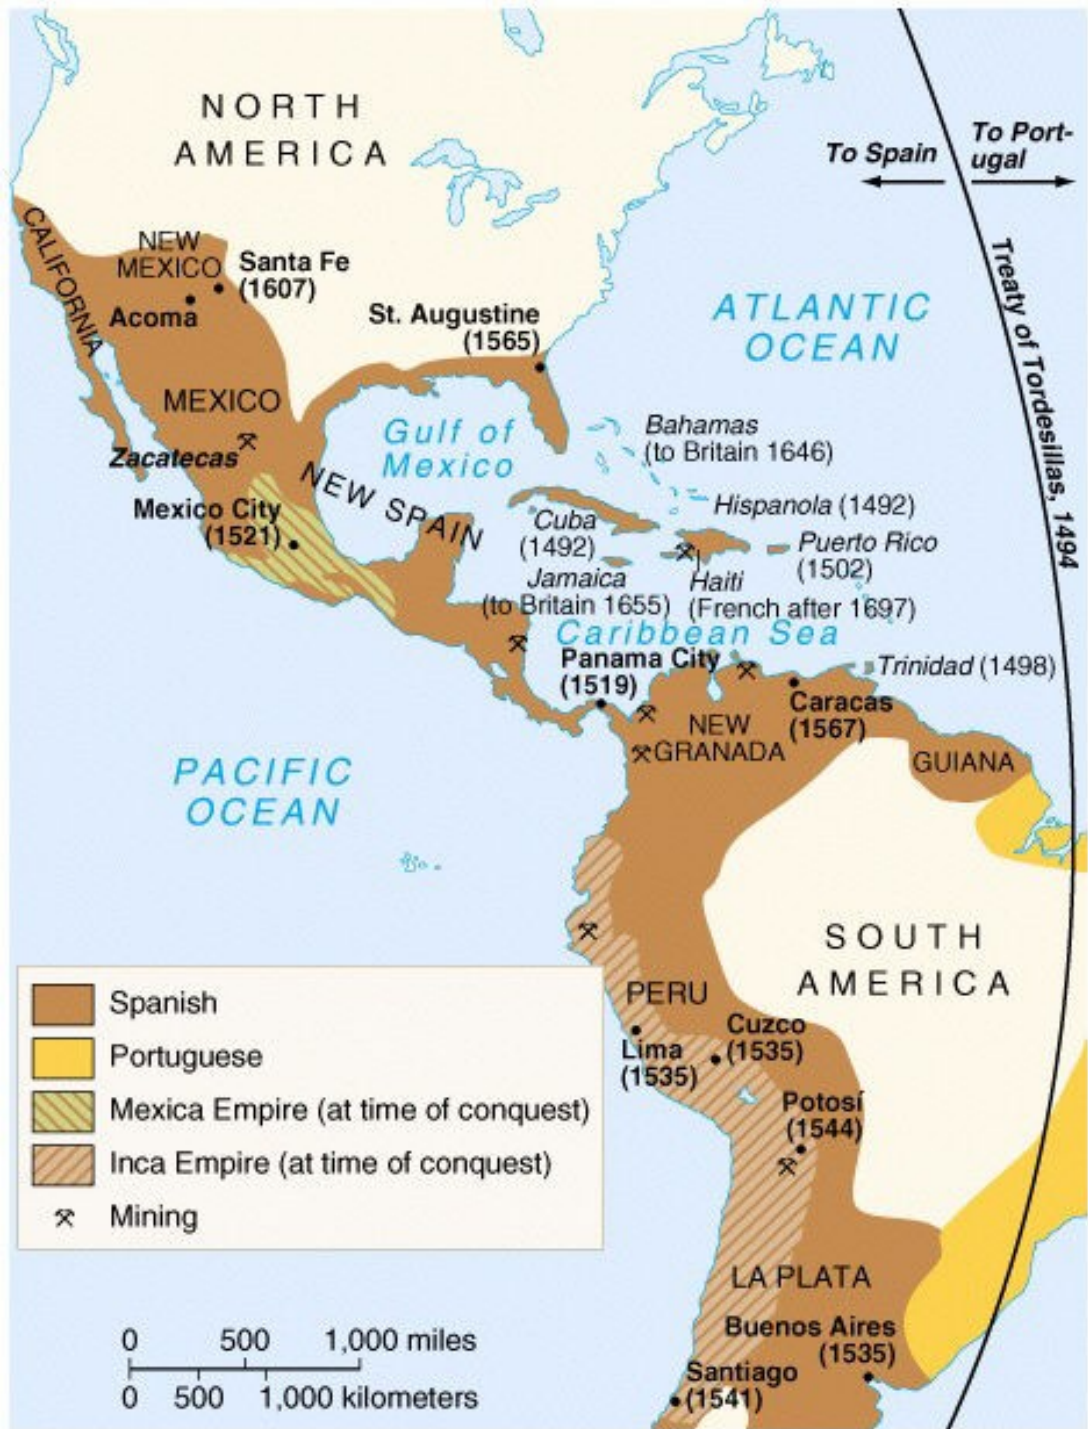 NORTH
AMERICA
To Spain
To Port-
ugal
Treaty of Tordesillas, 1494
CALIFORNIA
NEW
MEXICO
Santa Fe
(1607)
Acoma
St. Augustine
(1565)
ATLANTIC
OCEAN
MEXICO
Zacatecas
Gulf of
Mexico
Bahamas
(to Britain 1646)
NEW SPAIN
Mexico City
(1521)
Hispanola (1492)
Cuba
(1492)
Puerto Rico
(1502)
Jamaica
(to Britain 1655)
Haiti
(French after 1697)
Caribbean Sea
Panama City
(1519)
Trinidad (1498)
Caracas
(1567)
NEW
GRANADA
GUIANA
PACIFIC
OCEAN
SOUTH
AMERICA
PERU
Cuzco
(1535)
Lima
(1535)
Potosí
(1544)
LA PLATA
Buenos Aires
(1535)
Santiago
(1541)
Spanish
Portuguese
Mexica Empire (at time of conquest)
Inca Empire (at time of conquest)
Mining
0 500 1,000 miles
0 500 1,000 kilometers